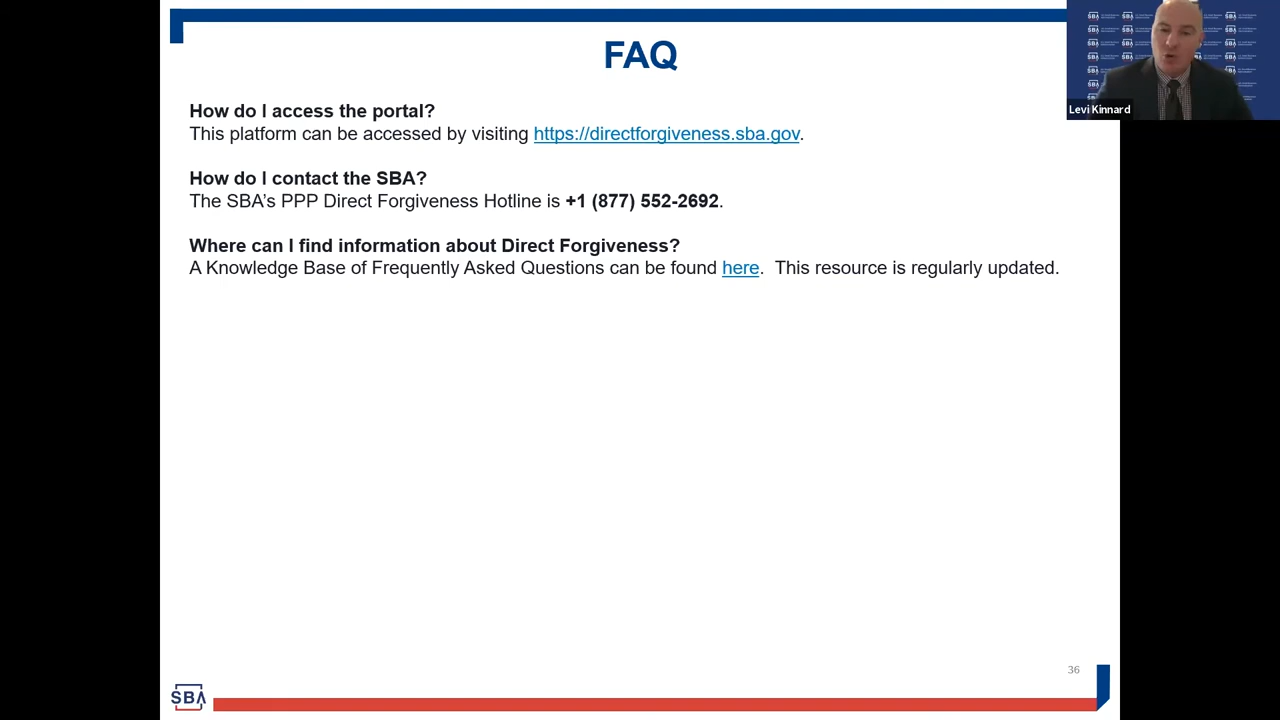 FAQ
How do I access the portal?
This platform can be accessed by visiting https://directforgiveness.sba.gov.
How do I contact the SBA?
The SBA’s PPP Direct Forgiveness Hotline is +1 (877) 552-2692.
Where can I find information about Direct Forgiveness?
A Knowledge Base of Frequently Asked Questions can be found here.  This resource is regularly updated.
36
SBA
SBA
Levi Kinnard